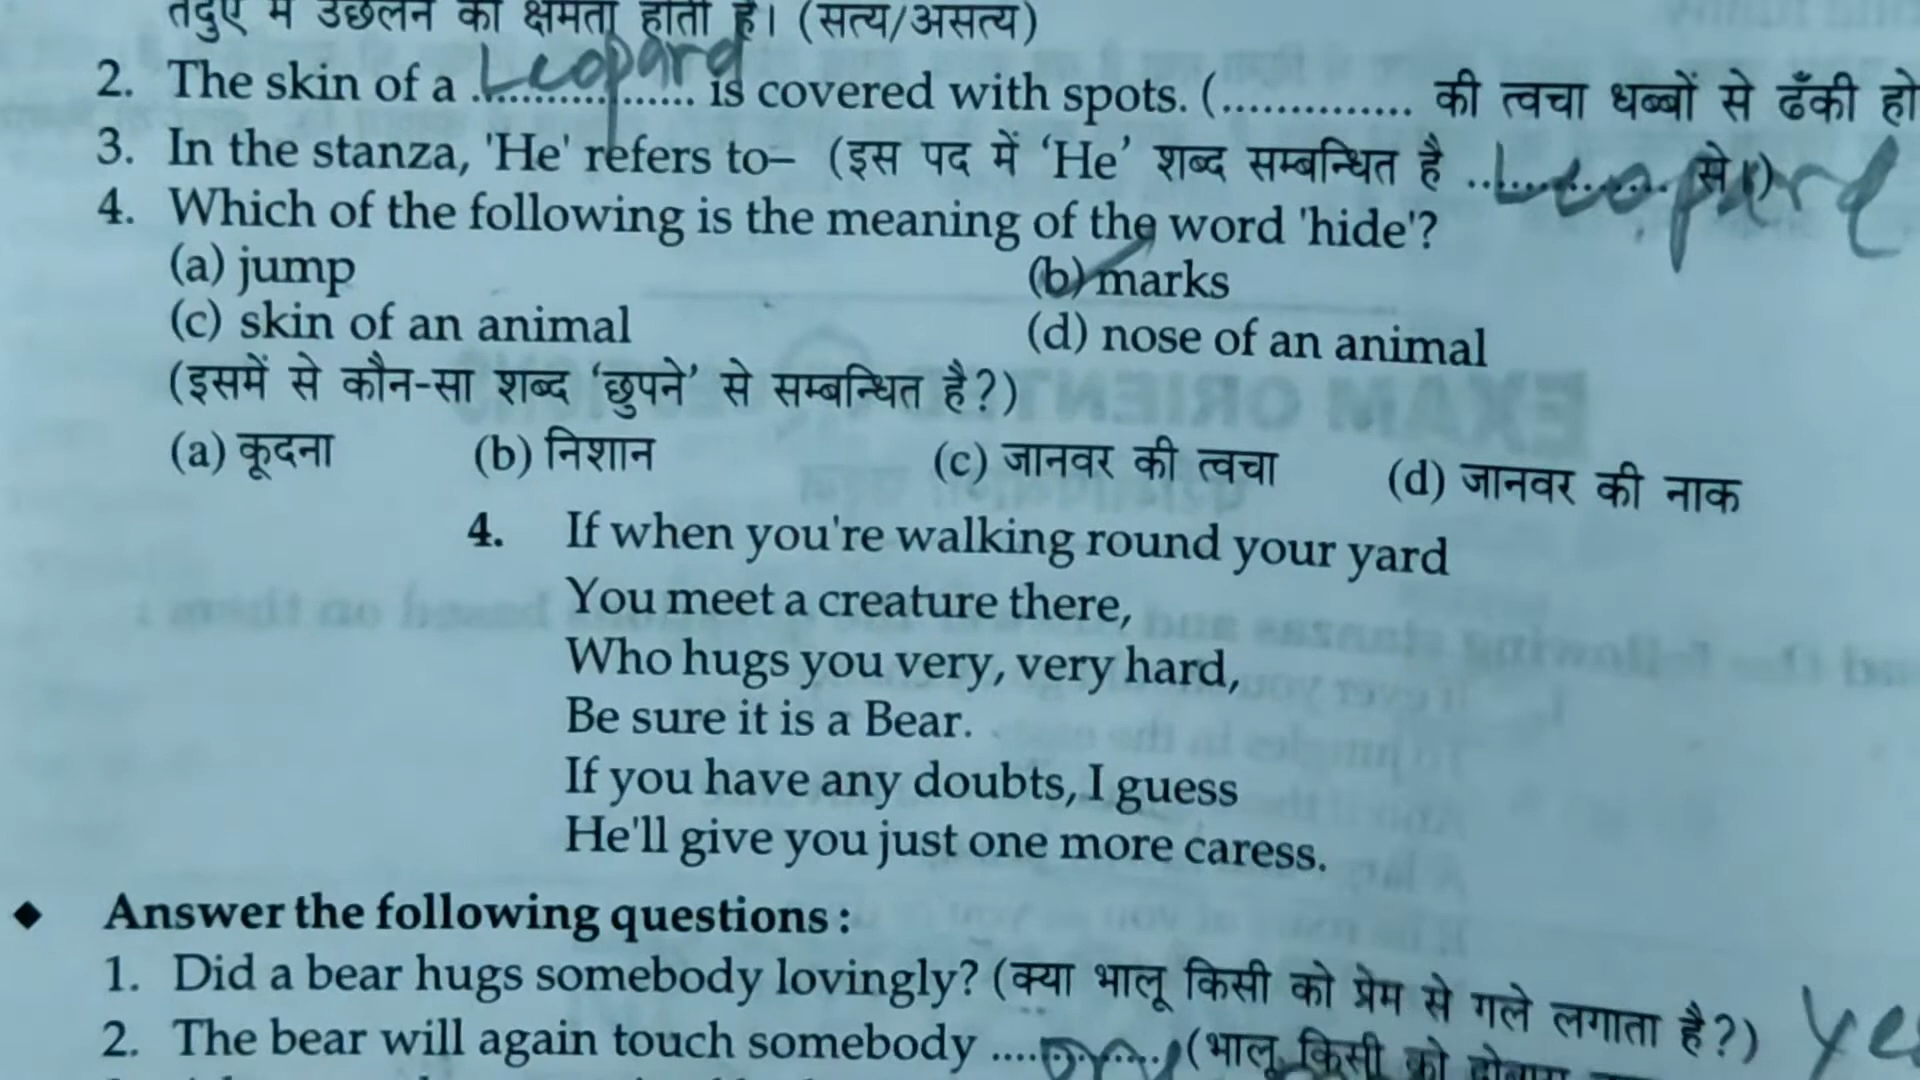 तेंदुए में उछलने की क्षमता होती है। (सत्य/असत्य)
2. The skin of a Leopard is covered with spots. (.............. की त्वचा धब्बों से ढँकी हो
3. In the stanza, 'He' refers to– (इस पद में ‘He’ शब्द सम्बन्धित है .............. से।) Leopard
4. Which of the following is the meaning of the word 'hide'?
(a) jump (b) marks
(c) skin of an animal (d) nose of an animal
(इसमें से कौन-सा शब्द ‘छुपने’ से सम्बन्धित है?)
(a) कूदना (b) निशान (c) जानवर की त्वचा (d) जानवर की नाक
4. If when you're walking round your yard
You meet a creature there,
Who hugs you very, very hard,
Be sure it is a Bear.
If you have any doubts, I guess
He'll give you just one more caress.
◆ Answer the following questions :
1. Did a bear hugs somebody lovingly? (क्या भालू किसी को प्रेम से गले लगाता है?) Yes
2. The bear will again touch somebody .............. (भालू किसी को दोबारा